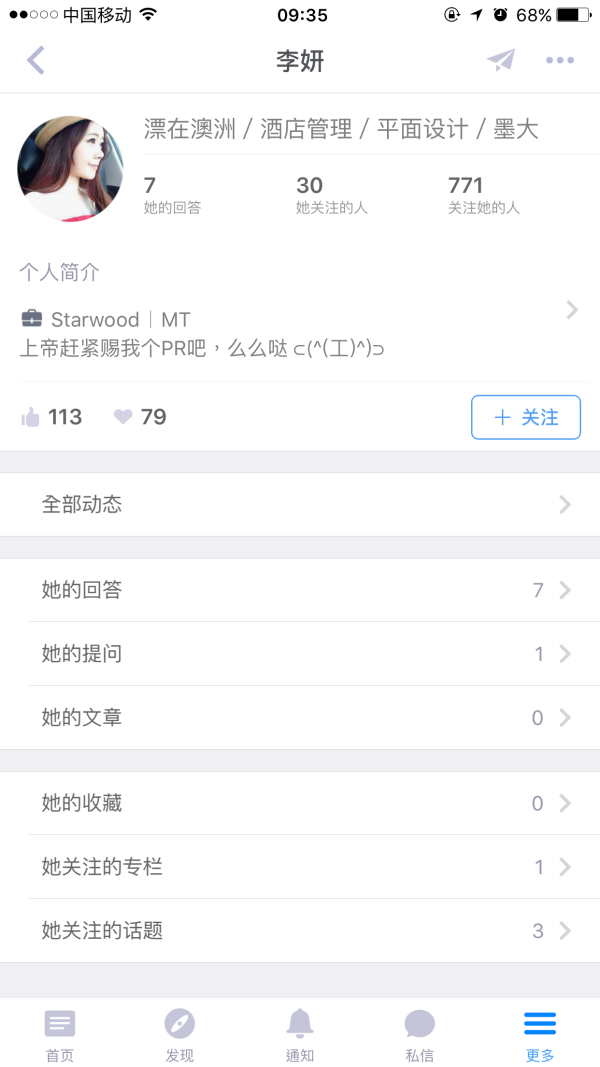 中国移动 09:35 68%
李妍
漂在澳洲 / 酒店管理 / 平面设计 / 墨大
7 30 771
她的回答 她关注的人 关注她的人
个人简介
Starwood | MT
上帝赶紧赐我个PR吧,么么哒 ⊂(^(工)^)⊃
113 79 + 关注
全部动态
她的回答 7
她的提问 1
她的文章 0
她的收藏 0
她关注的专栏 1
她关注的话题 3
首页 发现 通知 私信 更多